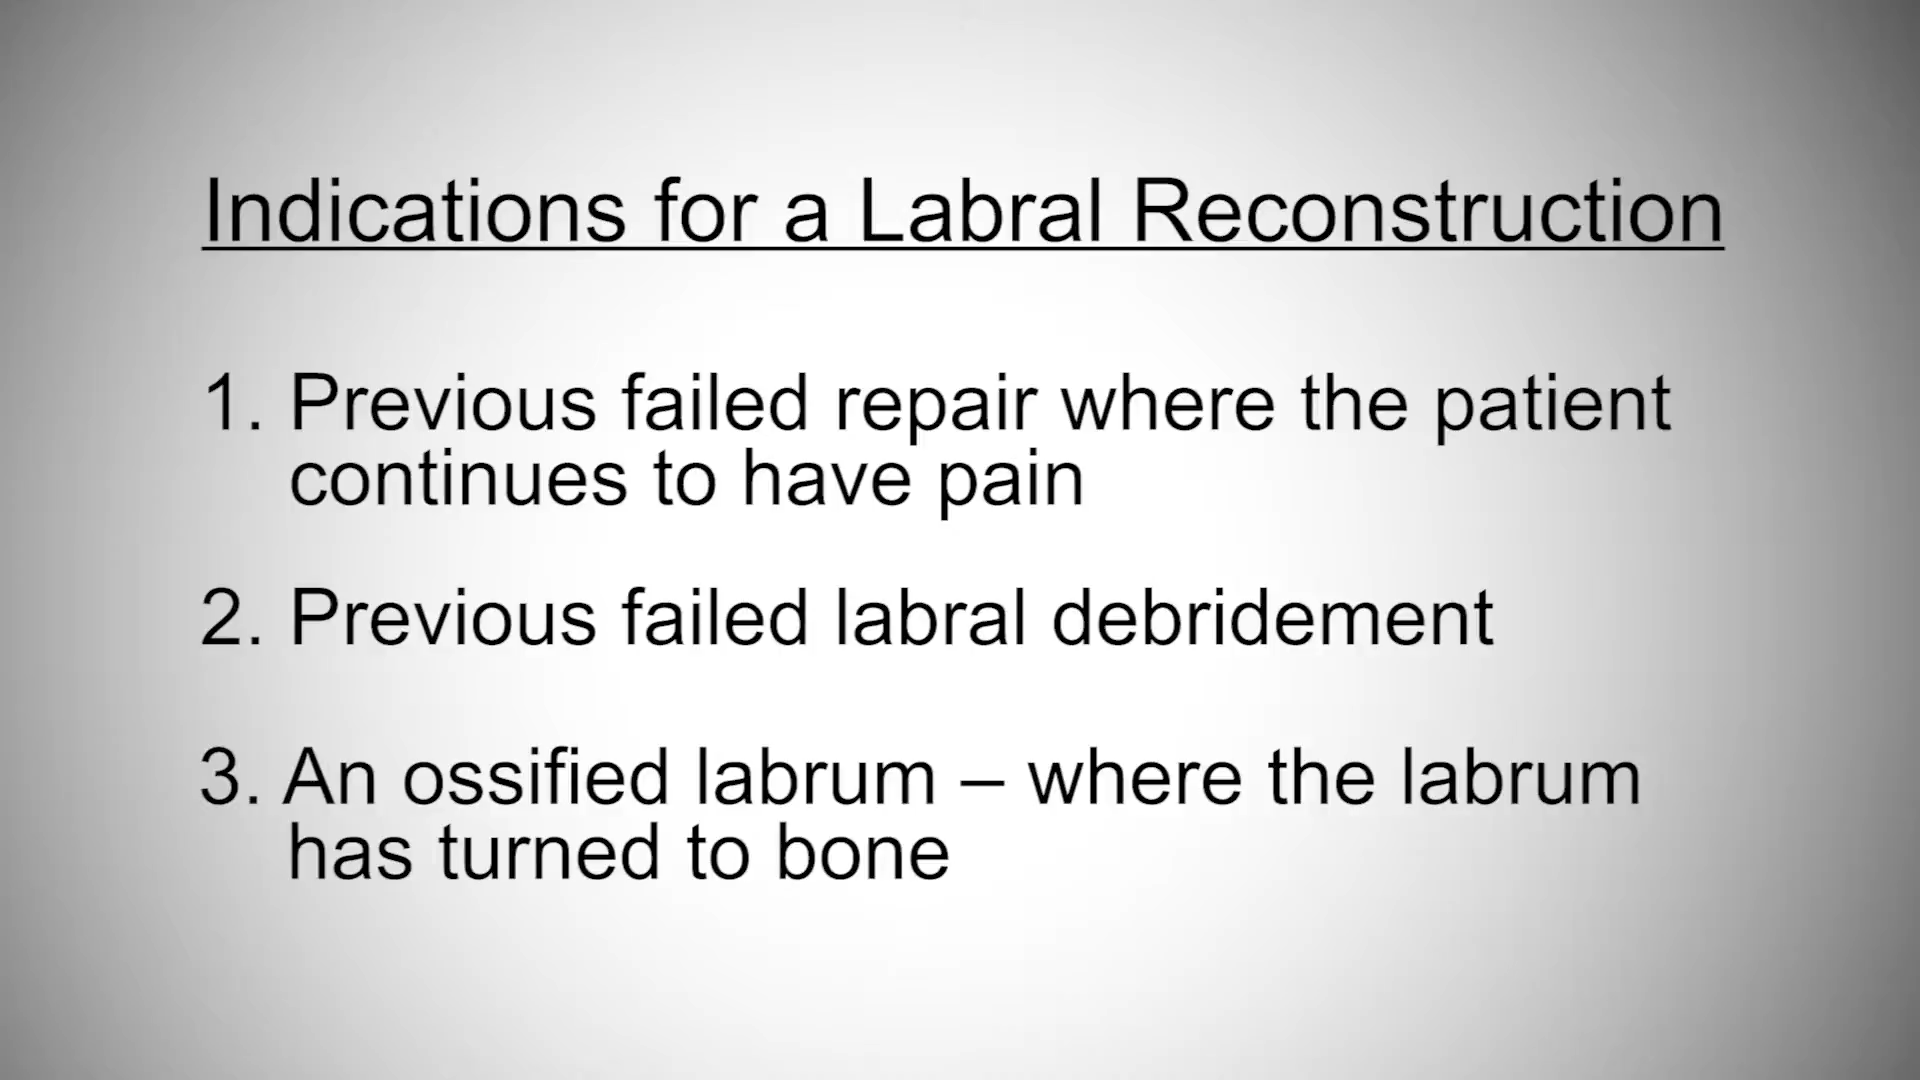 Indications for a Labral Reconstruction
1. Previous failed repair where the patient
continues to have pain
2. Previous failed labral debridement
3. An ossified labrum – where the labrum
has turned to bone